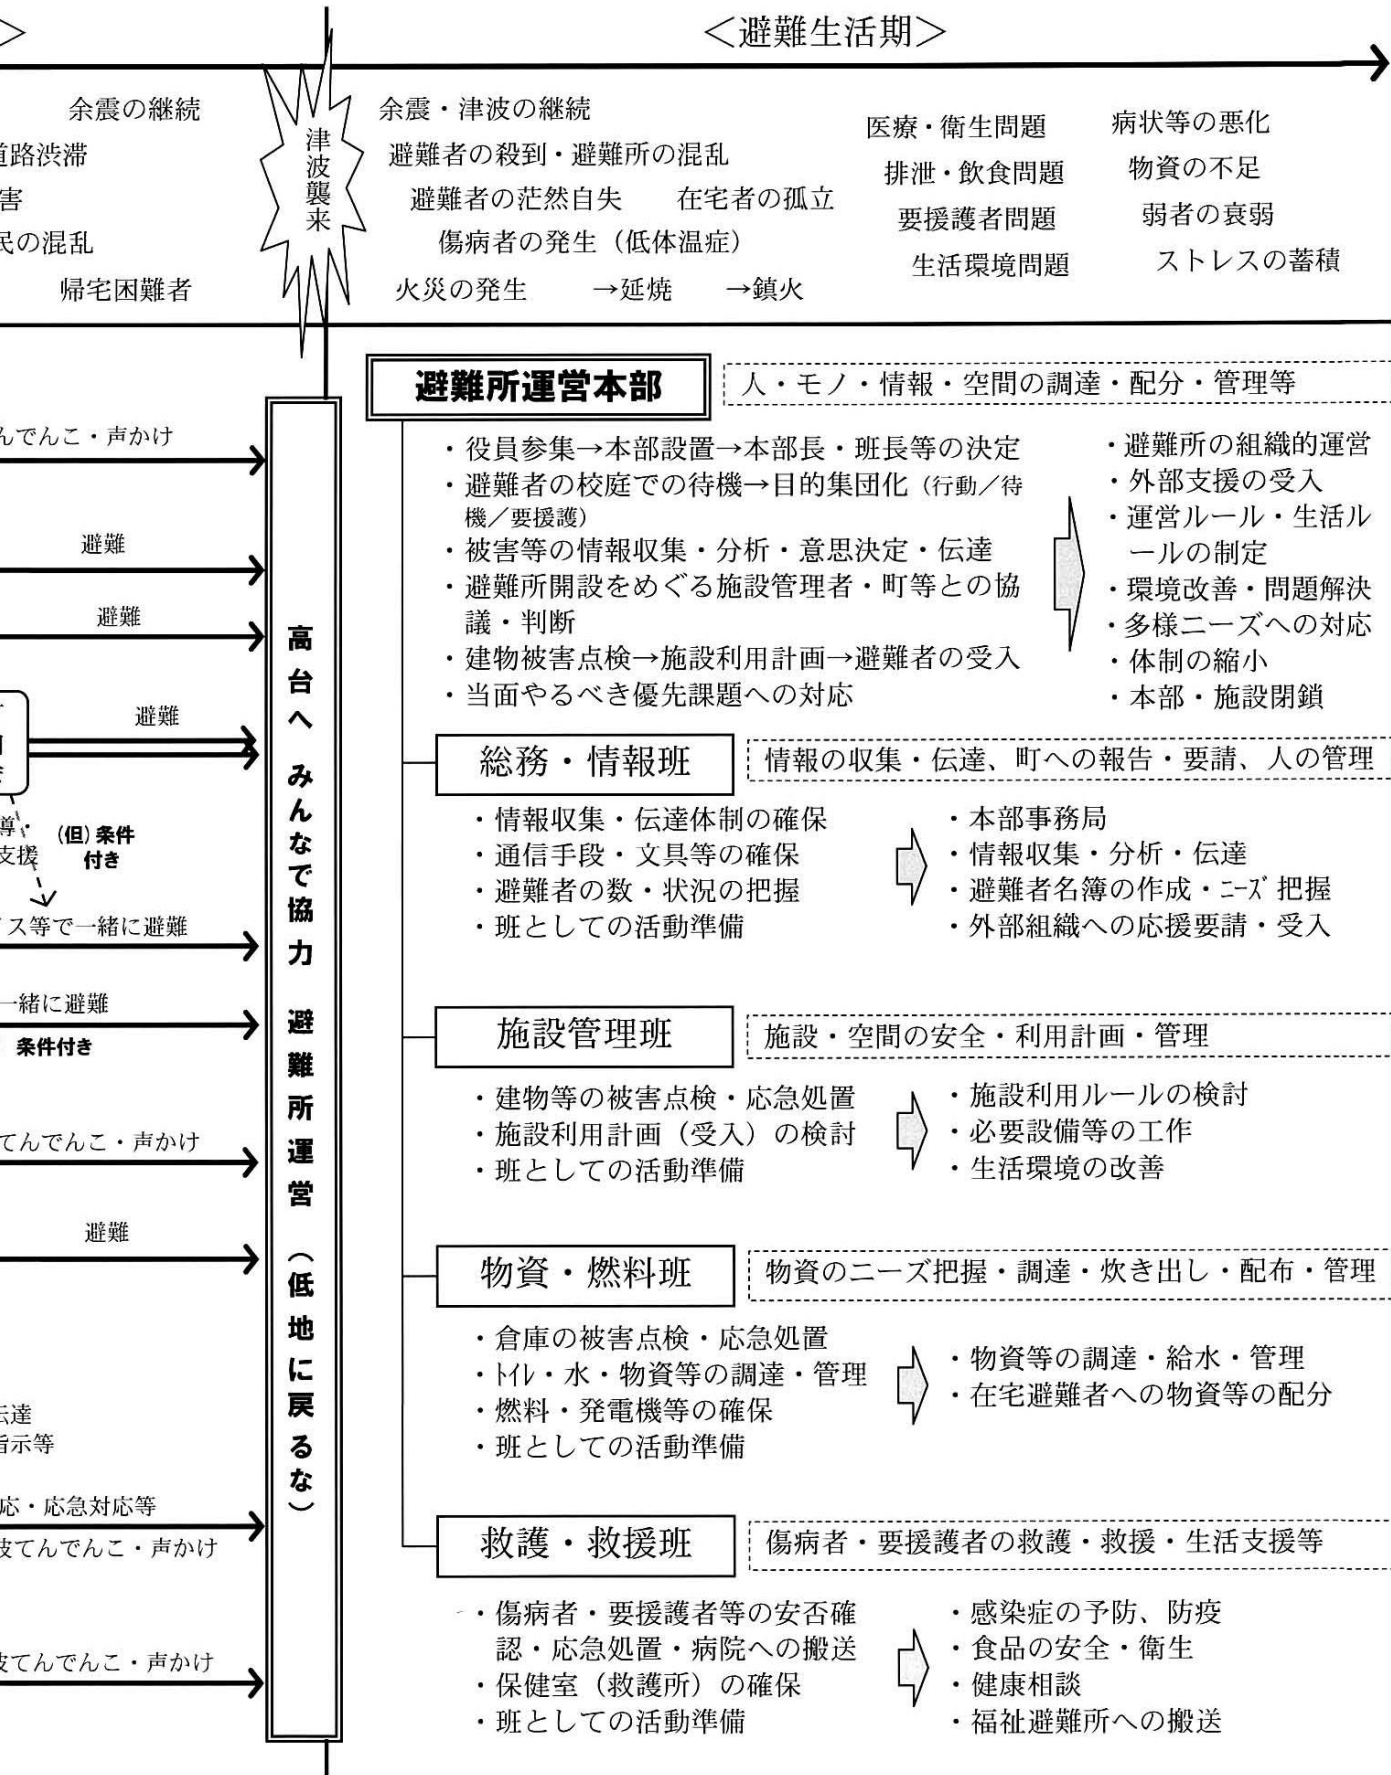 ＜避難生活期＞
余震の継続
道路渋滞
害
民の混乱
帰宅困難者
津波襲来
余震・津波の継続
避難者の殺到・避難所の混乱
避難者の茫然自失　在宅者の孤立
傷病者の発生（低体温症）
火災の発生　→延焼　→鎮火
医療・衛生問題
排泄・飲食問題
要援護者問題
生活環境問題
病状等の悪化
物資の不足
弱者の衰弱
ストレスの蓄積
んでんこ・声かけ
避難
避難
避難
導・
支援
(但)条件
付き
イス等で一緒に避難
一緒に避難
条件付き
てんでんこ・声かけ
避難
伝達
指示等
応・応急対応等
波てんでんこ・声かけ
波てんでんこ・声かけ
高台へ　みんなで協力　避難所運営　（低地に戻るな）
避難所運営本部
人・モノ・情報・空間の調達・配分・管理等
・役員参集→本部設置→本部長・班長等の決定
・避難者の校庭での待機→目的集団化（行動／待
機／要援護）
・被害等の情報収集・分析・意思決定・伝達
・避難所開設をめぐる施設管理者・町等との協
議・判断
・建物被害点検→施設利用計画→避難者の受入
・当面やるべき優先課題への対応
・避難所の組織的運営
・外部支援の受入
・運営ルール・生活ル
ールの制定
・環境改善・問題解決
・多様ニーズへの対応
・体制の縮小
・本部・施設閉鎖
総務・情報班
情報の収集・伝達、町への報告・要請、人の管理
・情報収集・伝達体制の確保
・通信手段・文具等の確保
・避難者の数・状況の把握
・班としての活動準備
・本部事務局
・情報収集・分析・伝達
・避難者名簿の作成・ﾆｰｽﾞ把握
・外部組織への応援要請・受入
施設管理班
施設・空間の安全・利用計画・管理
・建物等の被害点検・応急処置
・施設利用計画（受入）の検討
・班としての活動準備
・施設利用ルールの検討
・必要設備等の工作
・生活環境の改善
物資・燃料班
物資のニーズ把握・調達・炊き出し・配布・管理
・倉庫の被害点検・応急処置
・ﾄｲﾚ・水・物資等の調達・管理
・燃料・発電機等の確保
・班としての活動準備
・物資等の調達・給水・管理
・在宅避難者への物資等の配分
救護・救援班
傷病者・要援護者の救護・救援・生活支援等
・傷病者・要援護者等の安否確
認・応急処置・病院への搬送
・保健室（救護所）の確保
・班としての活動準備
・感染症の予防、防疫
・食品の安全・衛生
・健康相談
・福祉避難所への搬送